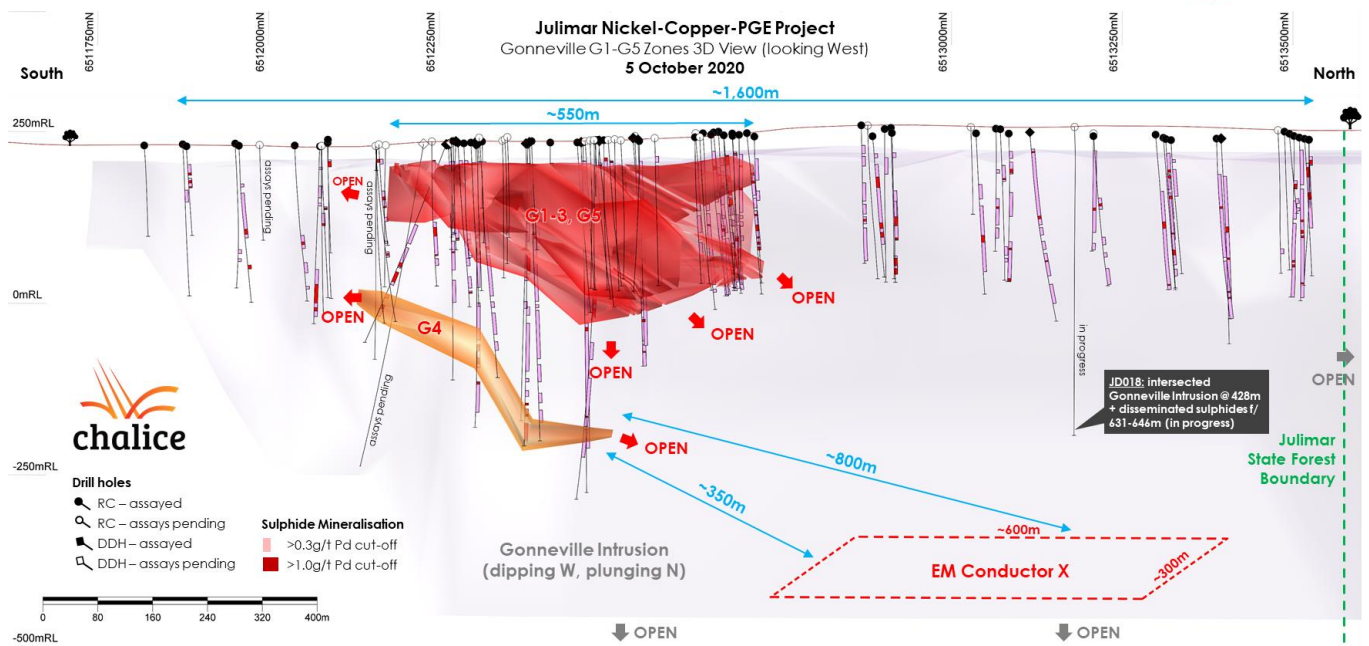 Julimar Nickel-Copper-PGE Project
Gonneville G1-G5 Zones 3D View (looking West)
5 October 2020
6511750mN
6512000mN
6512250mN
6513000mN
6513250mN
6513500mN
South
North
~1,600m
~550m
250mRL
0mRL
-250mRL
-500mRL
assays pending
OPEN
assays pending
G1-3, G5
OPEN
OPEN
OPEN
G4
OPEN
OPEN
assays pending
OPEN
in progress
JD018: intersected
Gonneville Intrusion @ 428m
+ disseminated sulphides f/
631-646m (in progress)
OPEN
Julimar
State Forest
Boundary
~800m
~350m
chalice
Drill holes
RC – assayed
RC – assays pending
DDH – assayed
DDH – assays pending
Sulphide Mineralisation
>0.3g/t Pd cut-off
>1.0g/t Pd cut-off
0 80 160 240 320 400m
Gonneville Intrusion
(dipping W, plunging N)
~600m
~300m
EM Conductor X
OPEN
OPEN